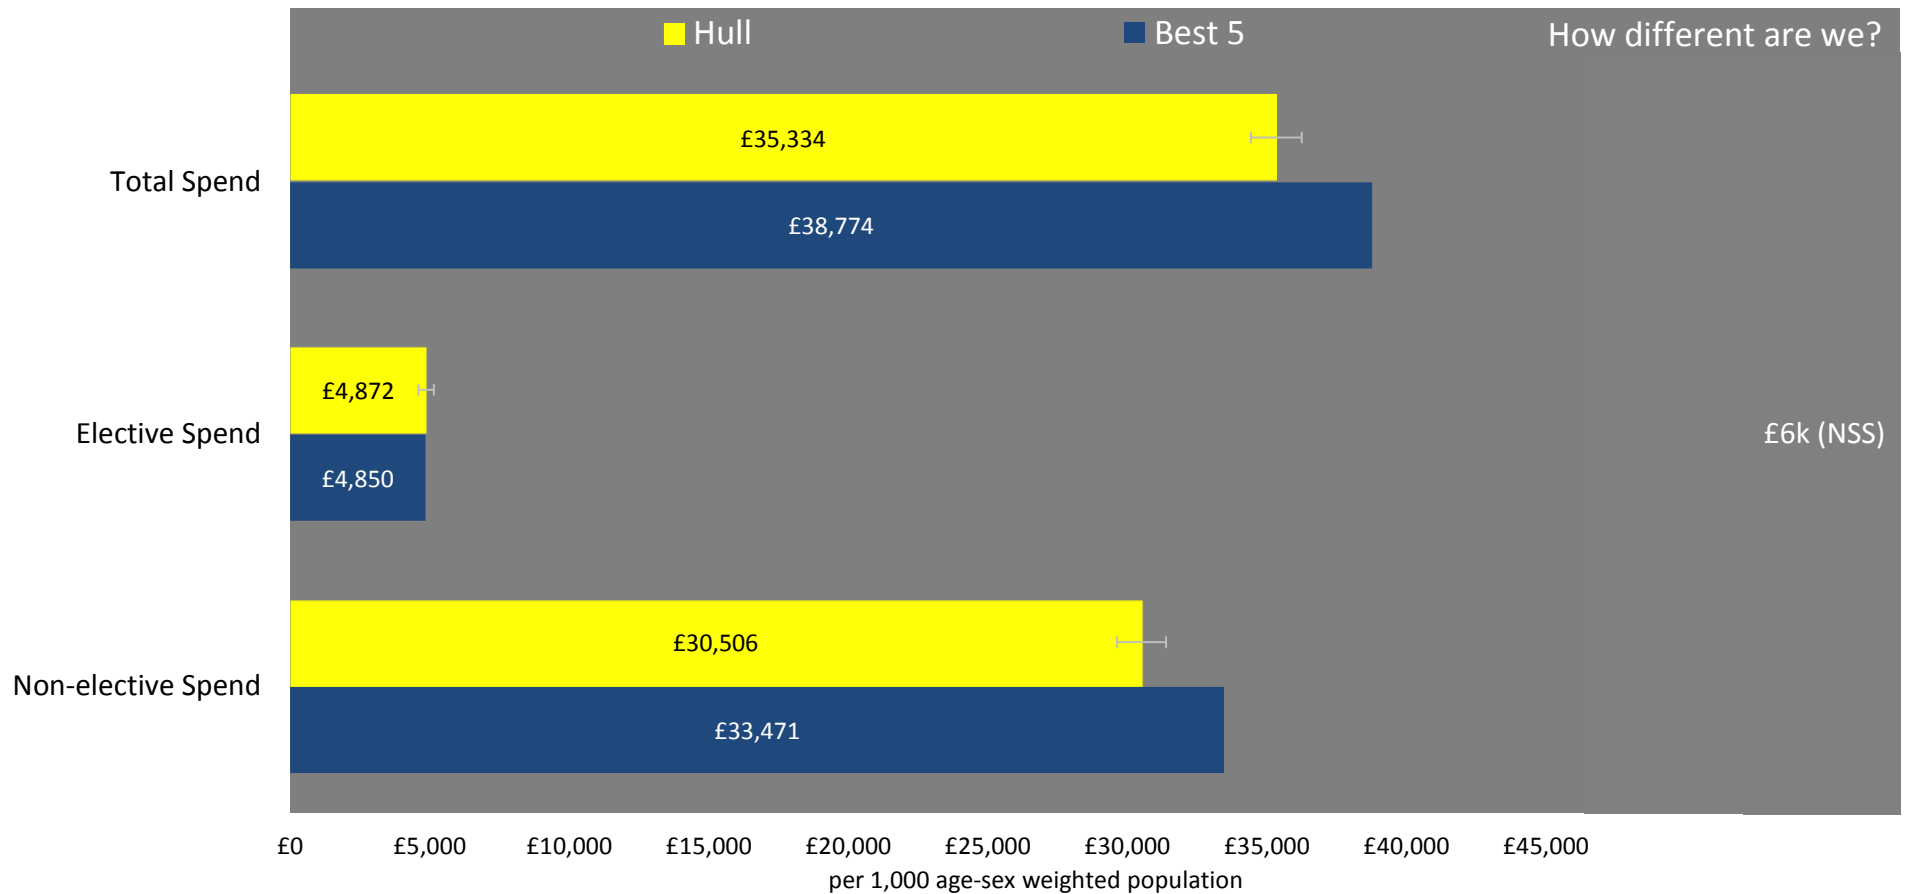 Hull Best 5 How different are we?
£35,334
Total Spend
£38,774
£4,872
Elective Spend £6k (NSS)
£4,850
£30,506
Non-elective Spend
£33,471
£0 £5,000 £10,000 £15,000 £20,000 £25,000 £30,000 £35,000 £40,000 £45,000
per 1,000 age-sex weighted population